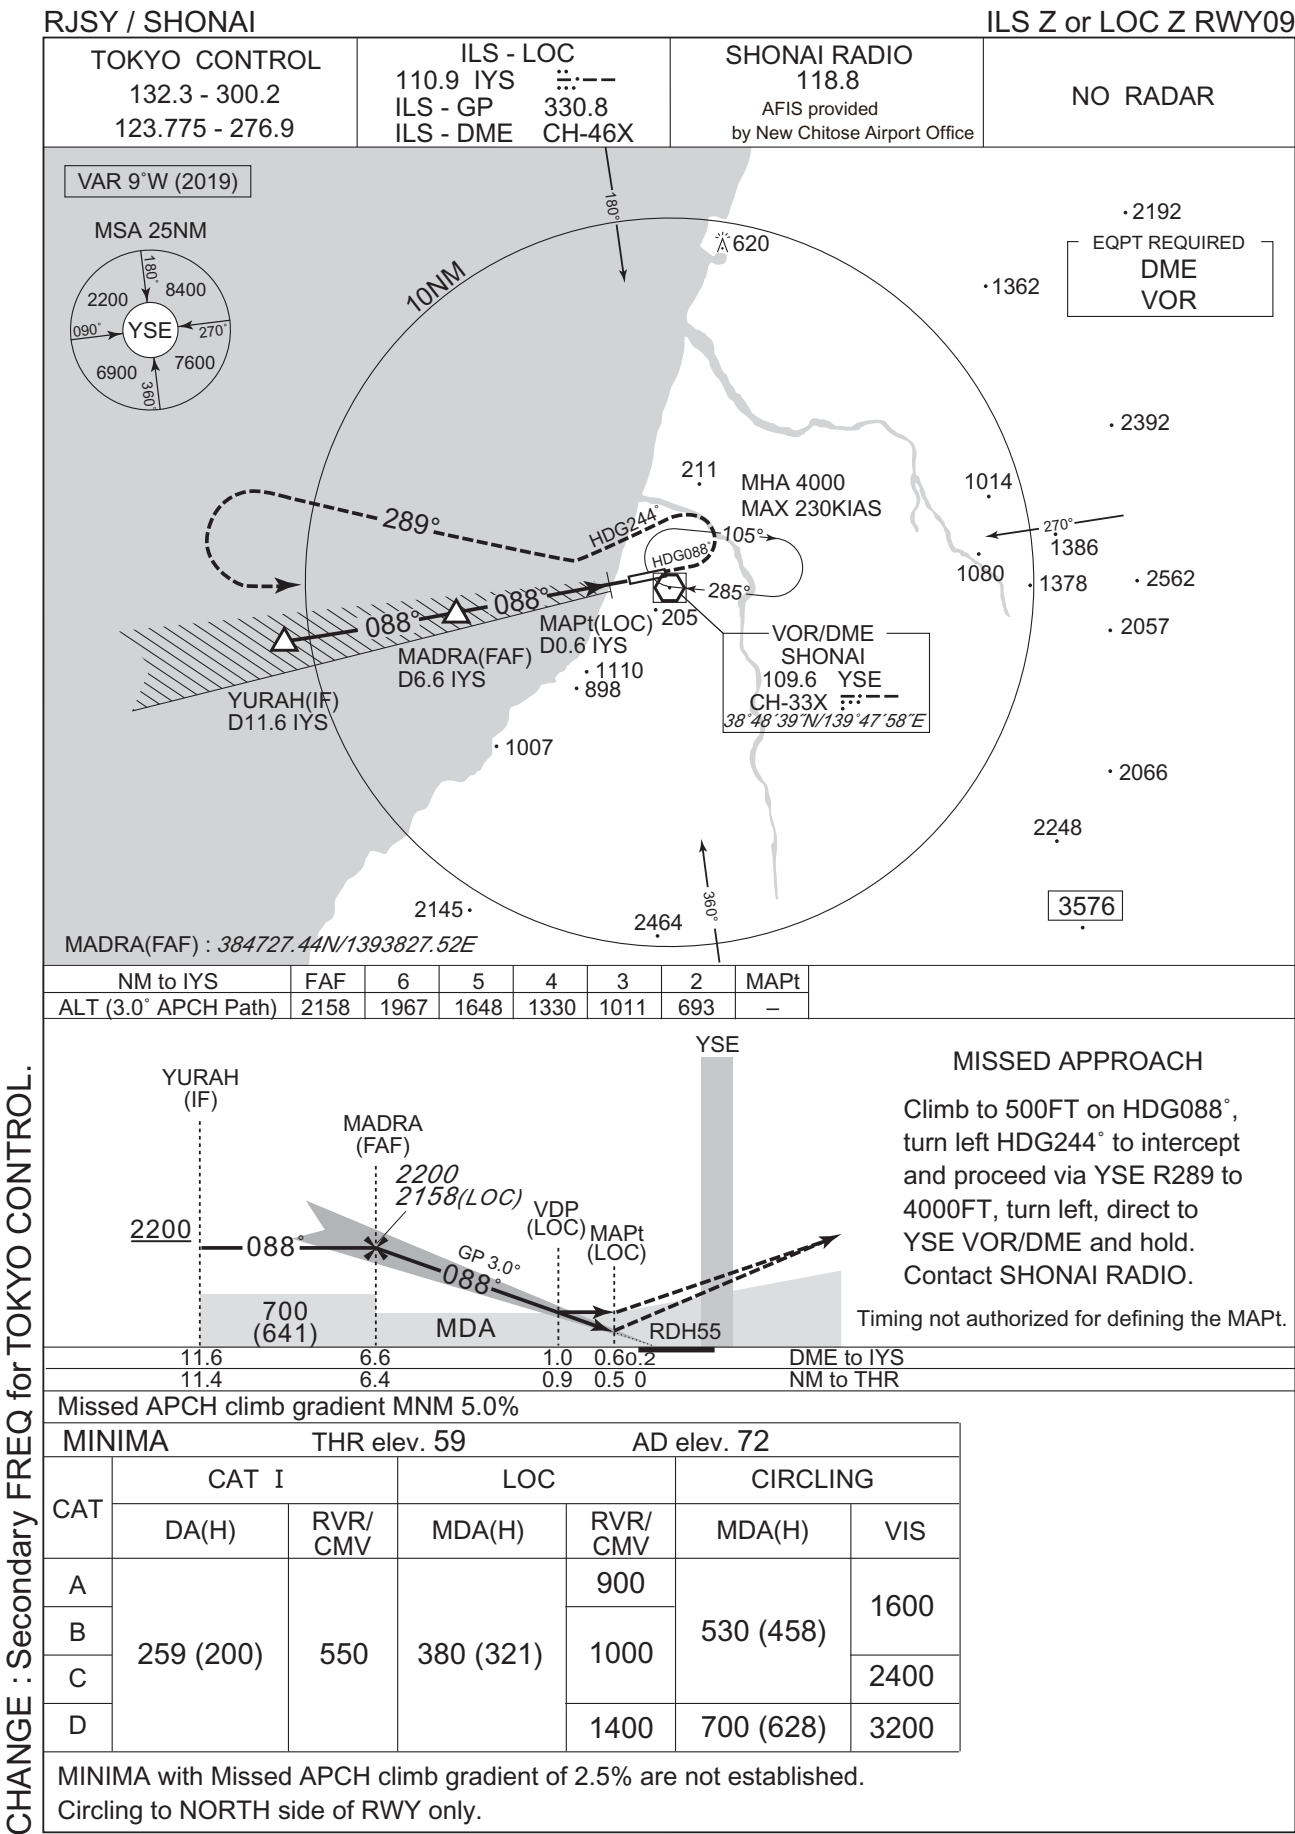 RJSY / SHONAI
ILS Z or LOC Z RWY09
TOKYO CONTROL
132.3 - 300.2
123.775 - 276.9
ILS - LOC
110.9 IYS
ILS - GP 330.8
ILS - DME CH-46X
SHONAI RADIO
118.8
AFIS provided
by New Chitose Airport Office
NO RADAR
VAR 9°W (2019)
MSA 25NM
180°
2200
8400
090°
YSE
270°
6900
7600
360°
180°
10NM
620
2192
EQPT REQUIRED
DME
VOR
1362
2392
211
MHA 4000
MAX 230KIAS
1014
289°
HDG244°
105°
270°
1386
HDG088°
1080
1378
2562
285°
088°
088°
205
2057
MAPt(LOC)
D0.6 IYS
MADRA(FAF)
D6.6 IYS
1110
898
YURAH(IF)
D11.6 IYS
VOR/DME
SHONAI
109.6 YSE
CH-33X
38°48′39″N/139°47′58″E
1007
2066
2248
3576
360°
2145
2464
MADRA(FAF) : 384727.44N/1393827.52E
NM to IYS FAF 6 5 4 3 2 MAPt
ALT (3.0° APCH Path) 2158 1967 1648 1330 1011 693 –
YSE
YURAH
(IF)
MADRA
(FAF)
2200
2158(LOC)
VDP
(LOC)
MAPt
(LOC)
2200
088°
GP 3.0°
088°
700
(641)
MDA
RDH55
11.6 6.6 1.0 0.6 0.2 DME to IYS
11.4 6.4 0.9 0.5 0 NM to THR
MISSED APPROACH
Climb to 500FT on HDG088°,
turn left HDG244° to intercept
and proceed via YSE R289 to
4000FT, turn left, direct to
YSE VOR/DME and hold.
Contact SHONAI RADIO.
Timing not authorized for defining the MAPt.
Missed APCH climb gradient MNM 5.0%
MINIMA THR elev. 59 AD elev. 72
CAT
CAT I
LOC
CIRCLING
DA(H)
RVR/
CMV
MDA(H)
RVR/
CMV
MDA(H)
VIS
A
B
C
D
259 (200)
550
380 (321)
900
1000
1400
530 (458)
700 (628)
1600
2400
3200
MINIMA with Missed APCH climb gradient of 2.5% are not established.
Circling to NORTH side of RWY only.
CHANGE : Secondary FREQ for TOKYO CONTROL.